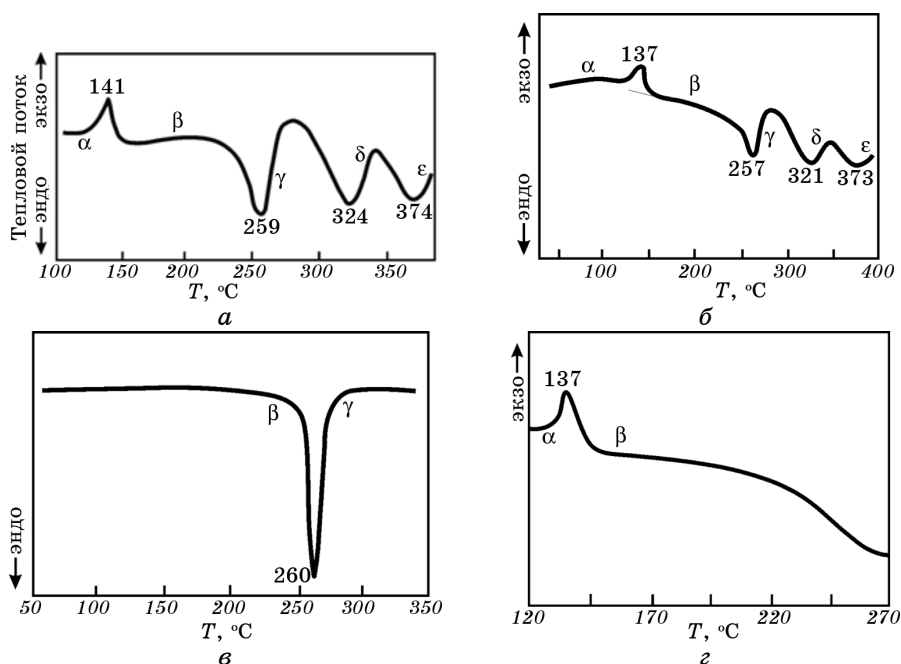 Тепловой поток
эндо экзо
α
141
β
259
γ
324
δ
374
ε
100 150 200 250 300 350
T, °C
а
эндо экзо
α
137
β
257
γ
321
δ
373
ε
100 200 300 400
T, °C
б
эндо
β
260
γ
50 100 150 200 250 300 350
T, °C
в
экзо
137
α
β
120 170 220 270
T, °C
г